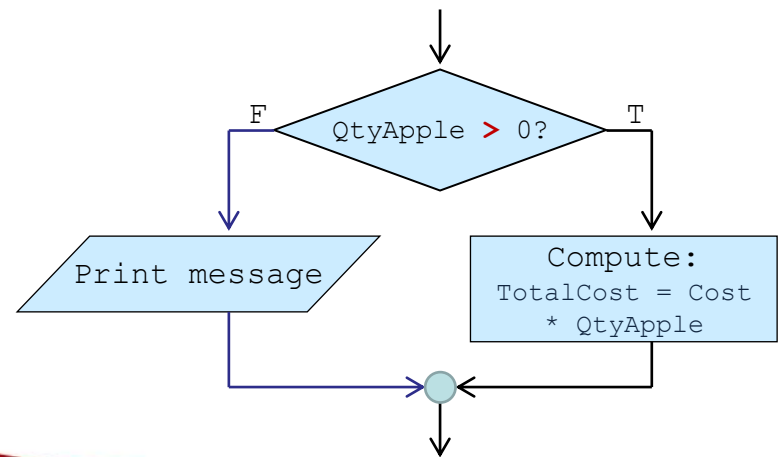 F
T
QtyApple > 0?
Print message
Compute:
TotalCost = Cost
* QtyApple